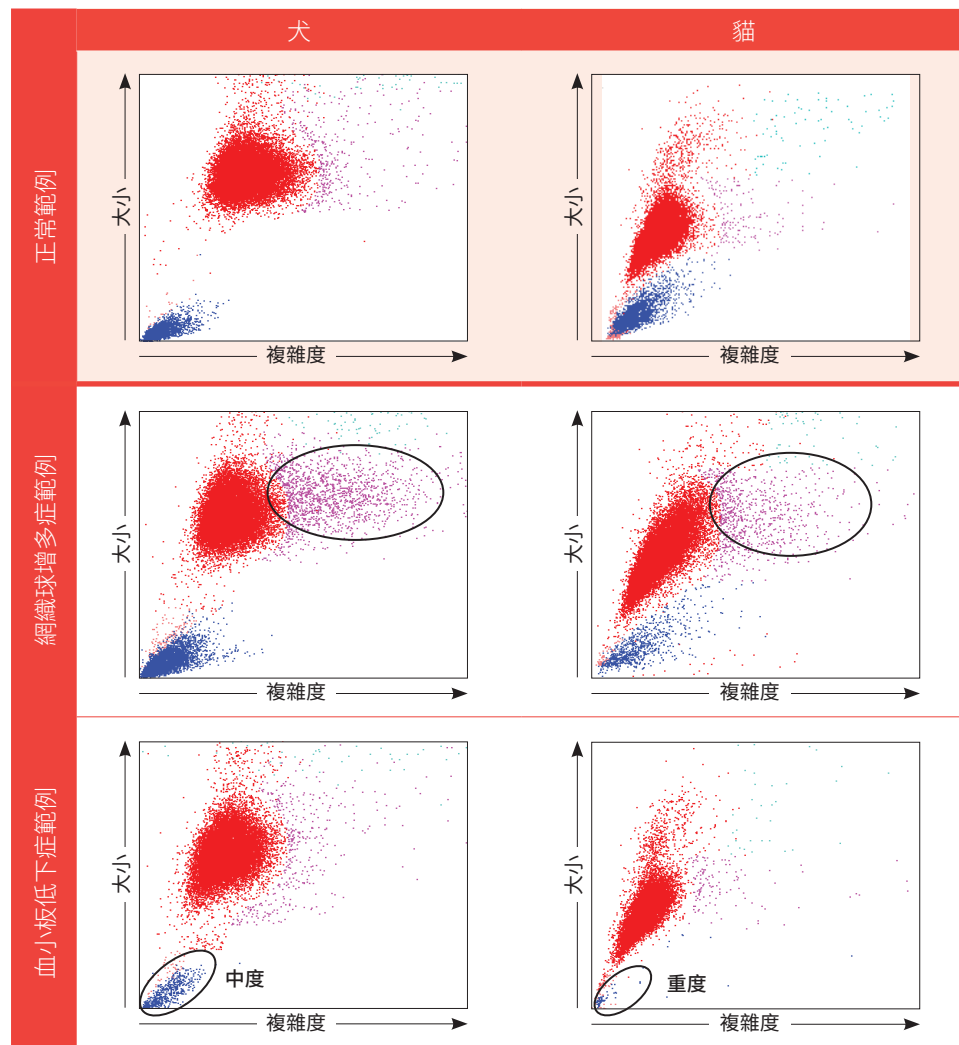 犬
貓
正常範例
大小
複雜度
大小
複雜度
網織球增多症範例
大小
複雜度
大小
複雜度
血小板低下症範例
大小
中度
複雜度
大小
重度
複雜度